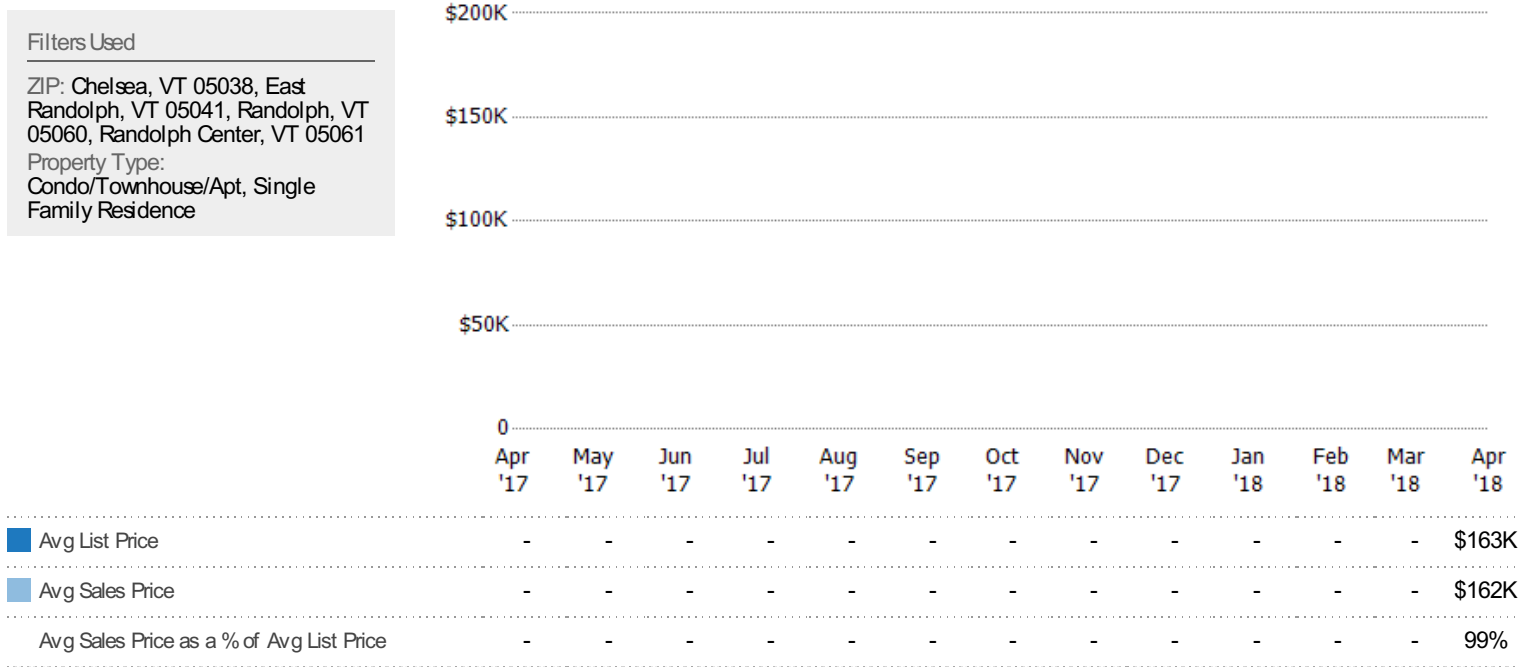 Filters Used
ZIP: Chelsea, VT 05038, East
Randolph, VT 05041, Randolph, VT
05060, Randolph Center, VT 05061
Property Type:
Condo/Townhouse/Apt, Single
Family Residence
$200K
$150K
$100K
$50K
0
Apr May Jun Jul Aug Sep Oct Nov Dec Jan Feb Mar Apr
'17 '17 '17 '17 '17 '17 '17 '17 '17 '18 '18 '18 '18
Avg List Price - - - - - - - - - - - - $163K
Avg Sales Price - - - - - - - - - - - - $162K
Avg Sales Price as a % of Avg List Price - - - - - - - - - - - - 99%